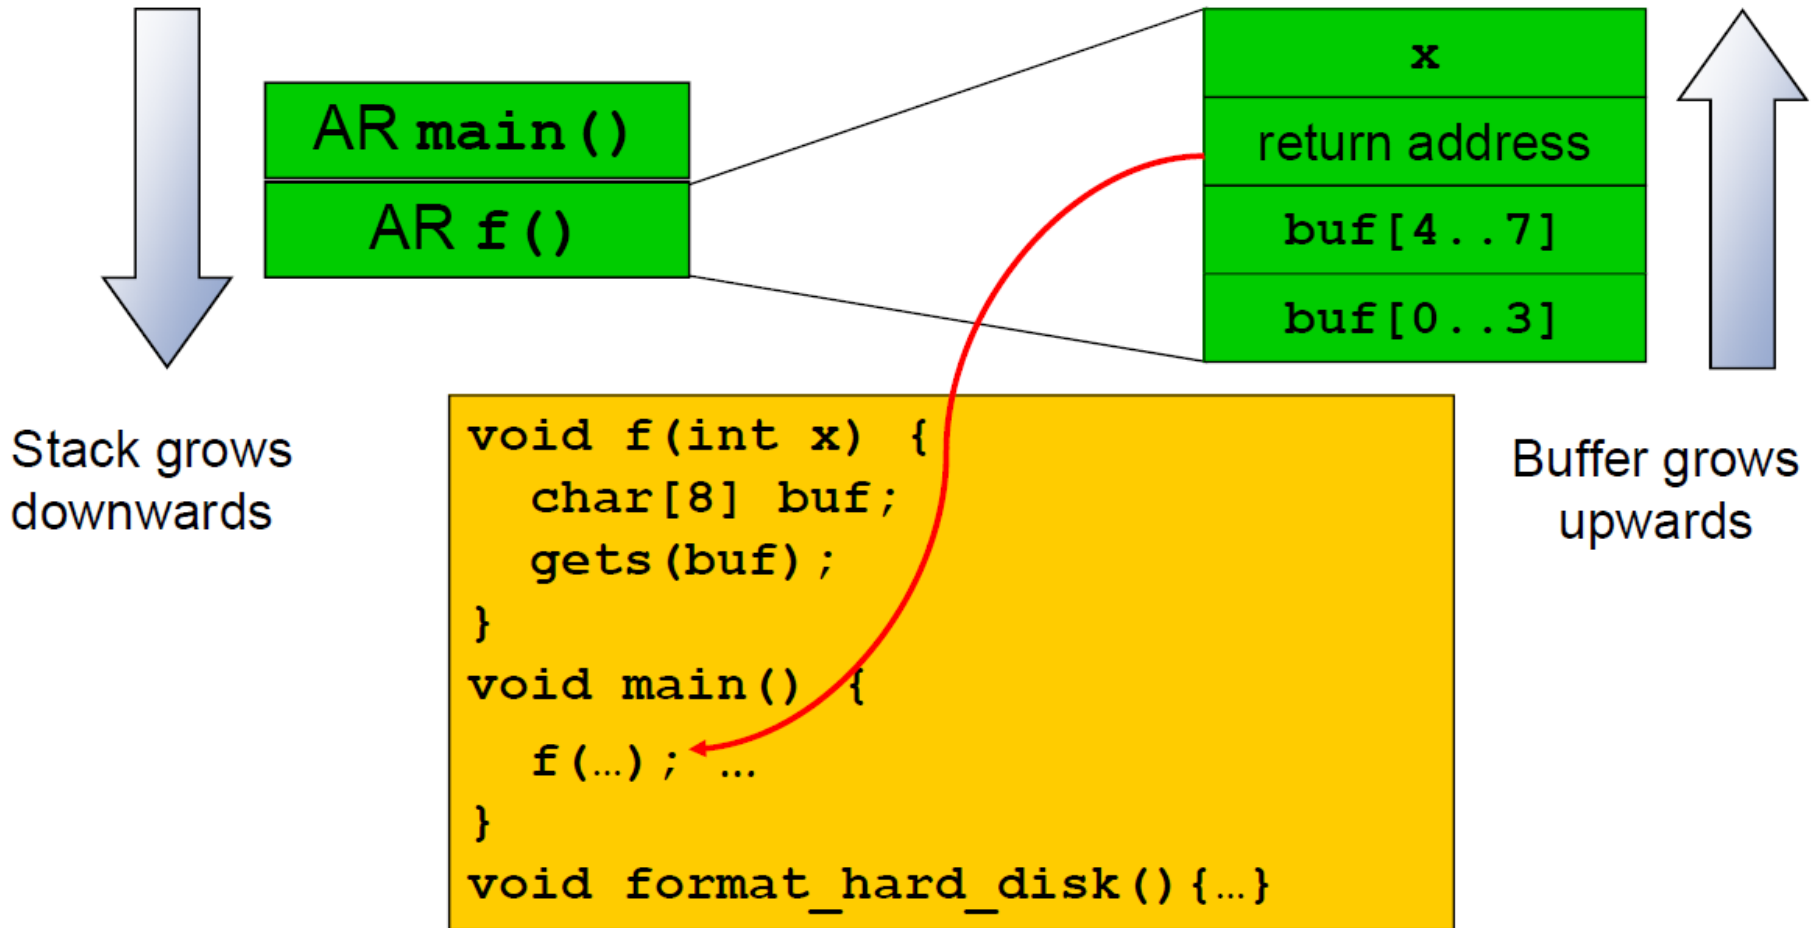 AR main()
AR f()
x
return address
buf[4..7]
buf[0..3]
Stack grows
downwards
Buffer grows
upwards
void f(int x) {
char[8] buf;
gets(buf);
}
void main() {
f(…); …
}
void format_hard_disk(){…}